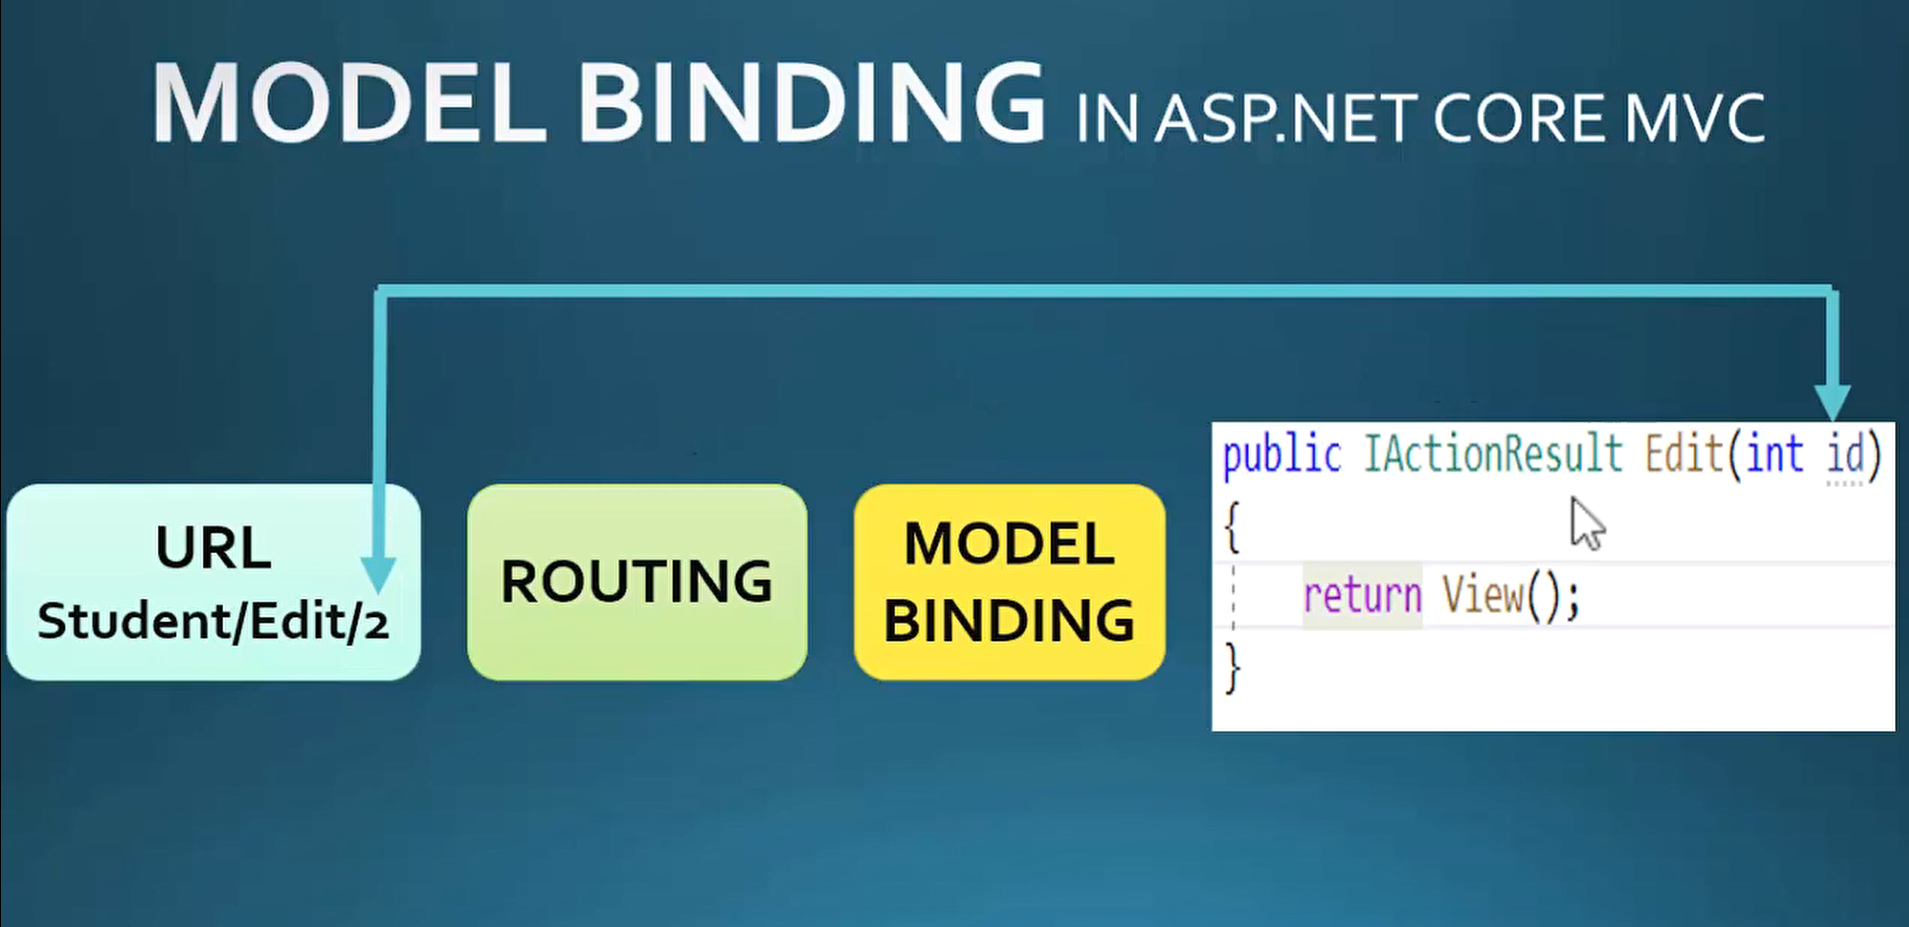 MODEL BINDING IN ASP.NET CORE MVC
URL
Student/Edit/2
ROUTING
MODEL
BINDING
public IActionResult Edit(int id)
{
return View();
}